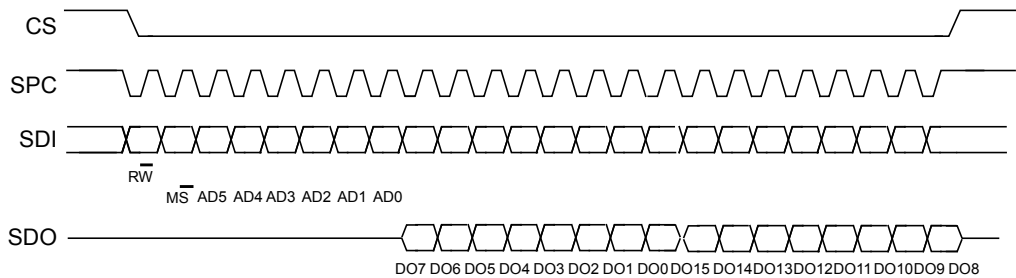 CS
SPC
SDI
RW
MS AD5 AD4 AD3 AD2 AD1 AD0
SDO
DO7 DO6 DO5 DO4 DO3 DO2 DO1 DO0 DO15 DO14 DO13 DO12 DO11 DO10 DO9 DO8